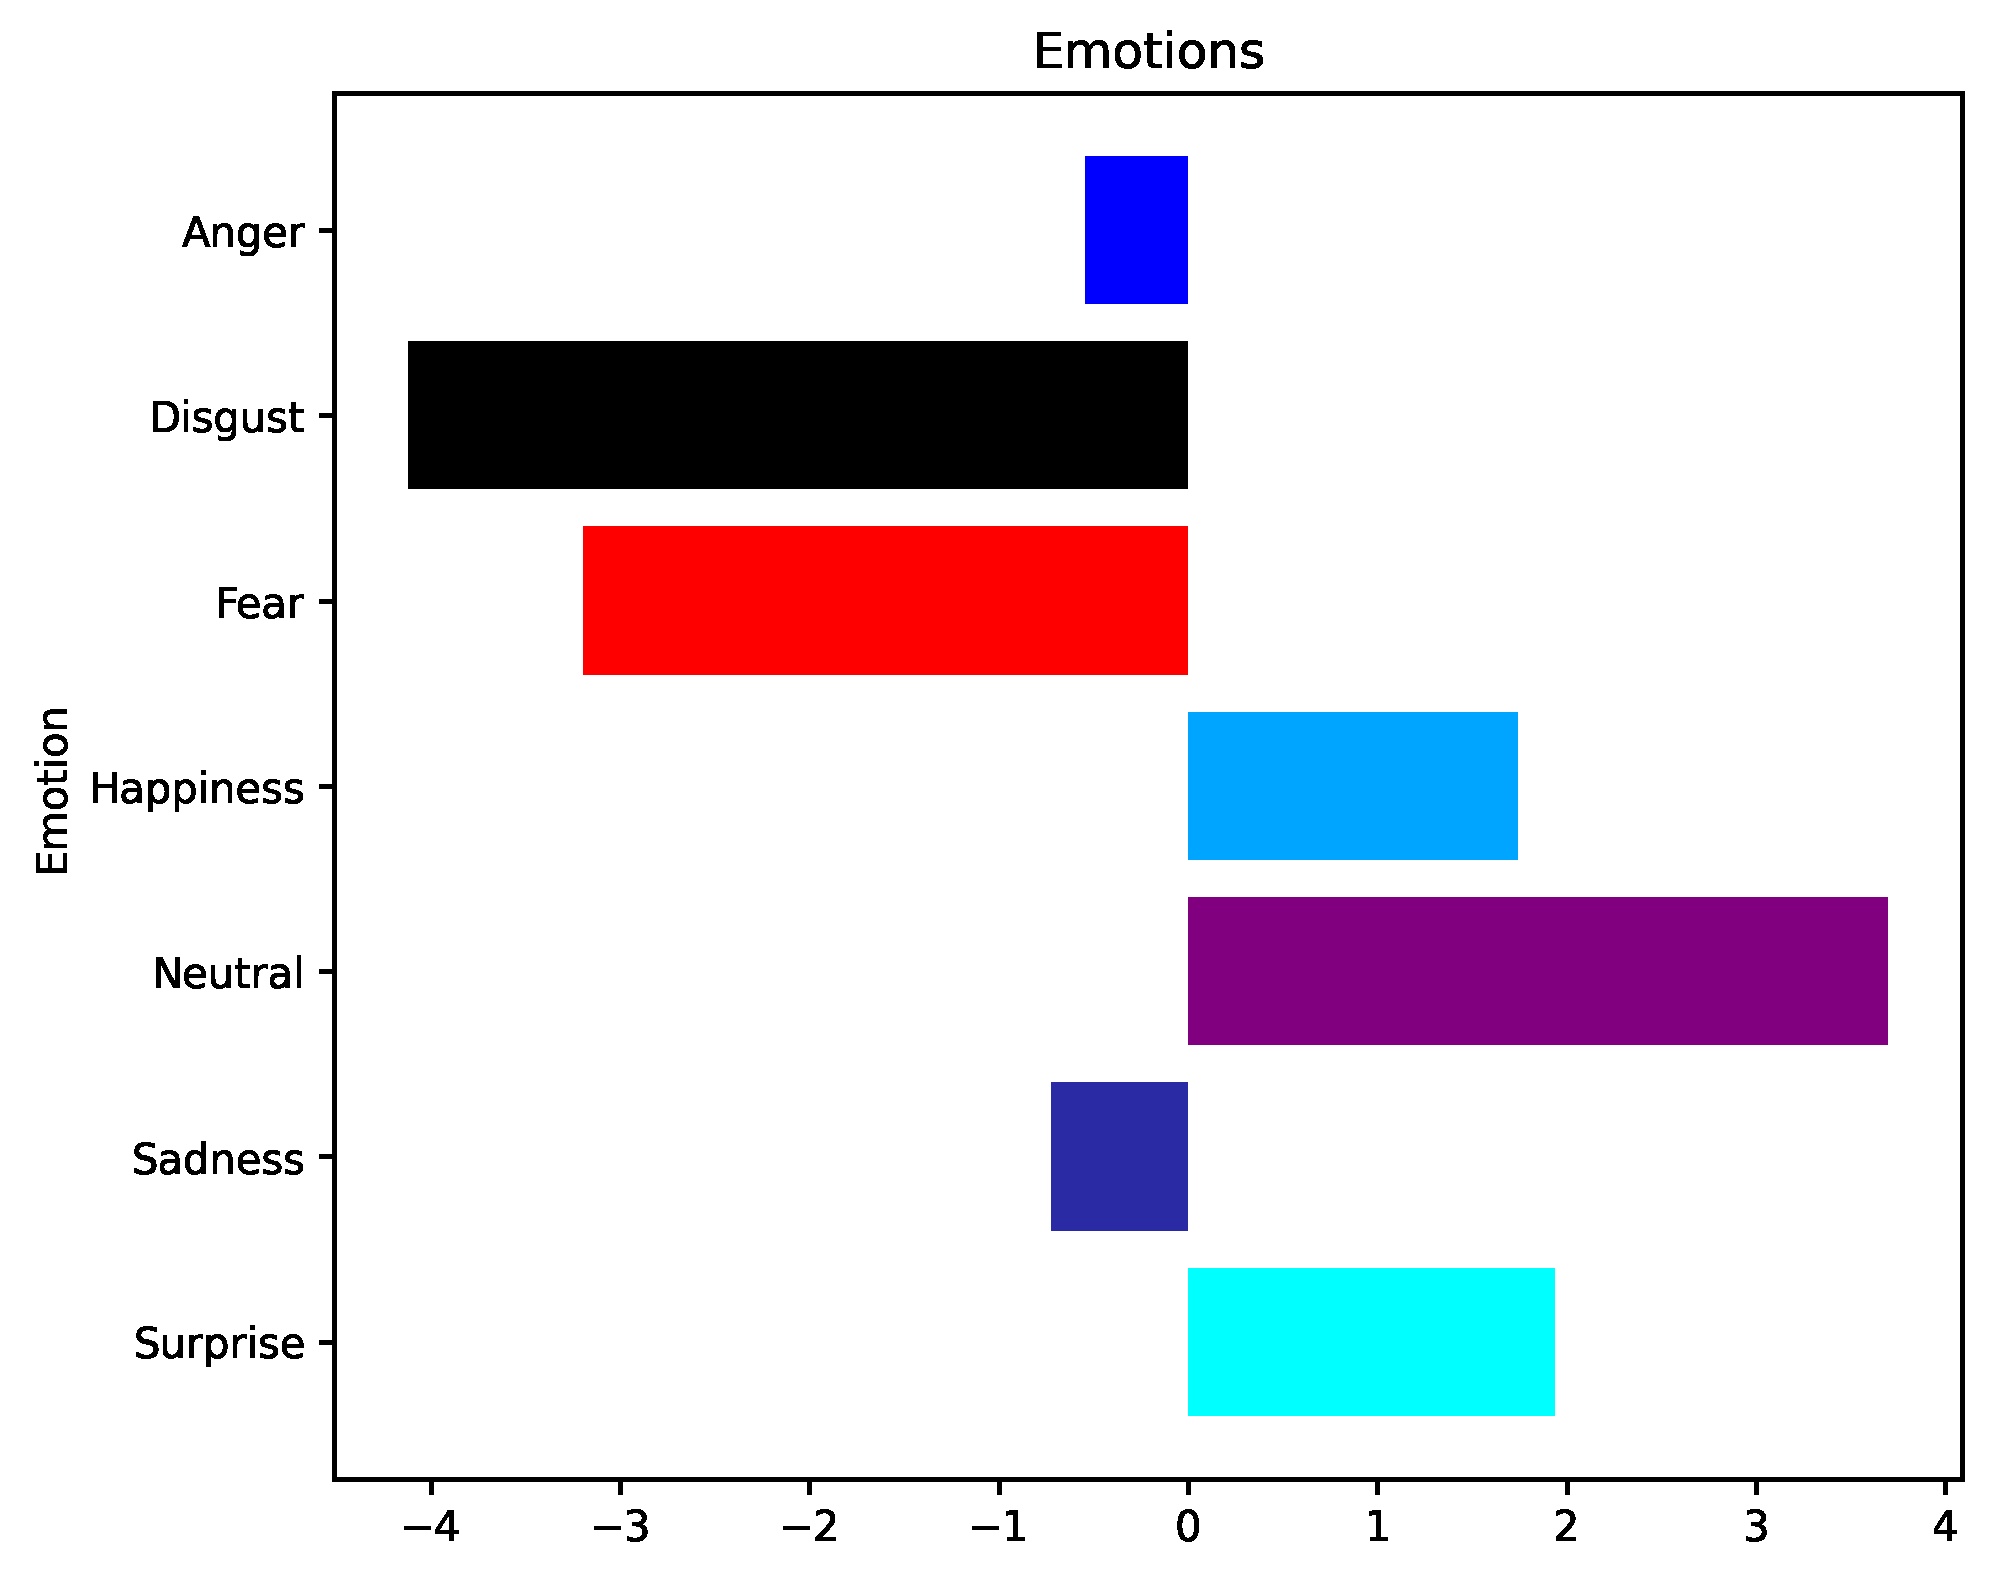 Emotions
Anger
Disgust
Fear
Happiness
Neutral
Sadness
Surprise
Emotion
−4 −3 −2 −1 0 1 2 3 4